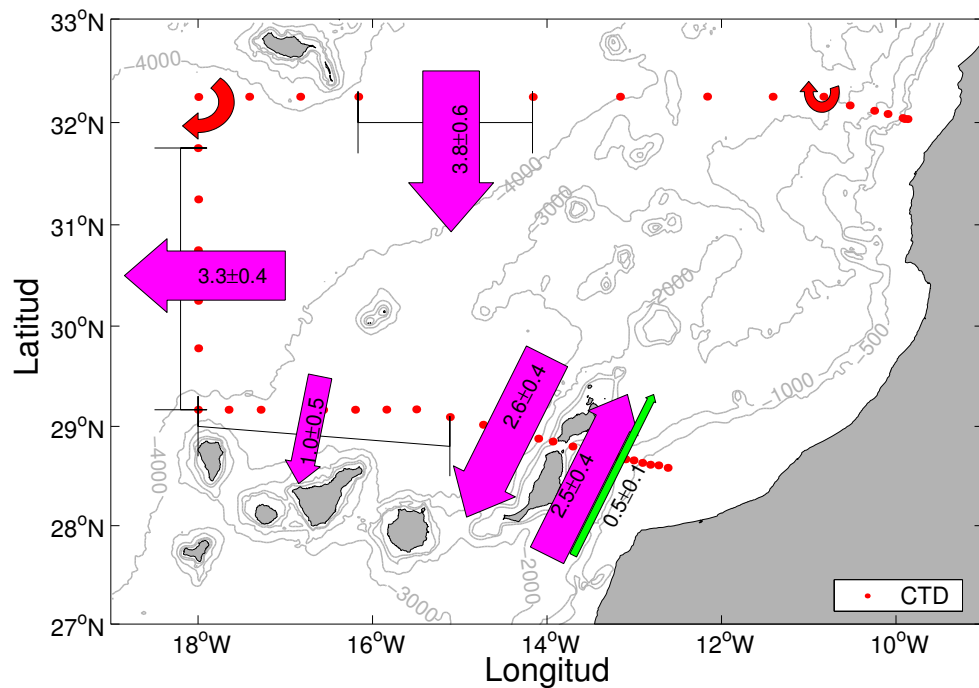 33°N
32°N
31°N
30°N
29°N
28°N
27°N
Latitud
18°W
16°W
14°W
12°W
10°W
Longitud
4000
3.8±0.6
4000
3000
3.3±0.4
-2000
-500
1000
2.6±0.4
1.0±0.5
-4000
2.5±0.4
0.5±0.1
2000
3000
CTD